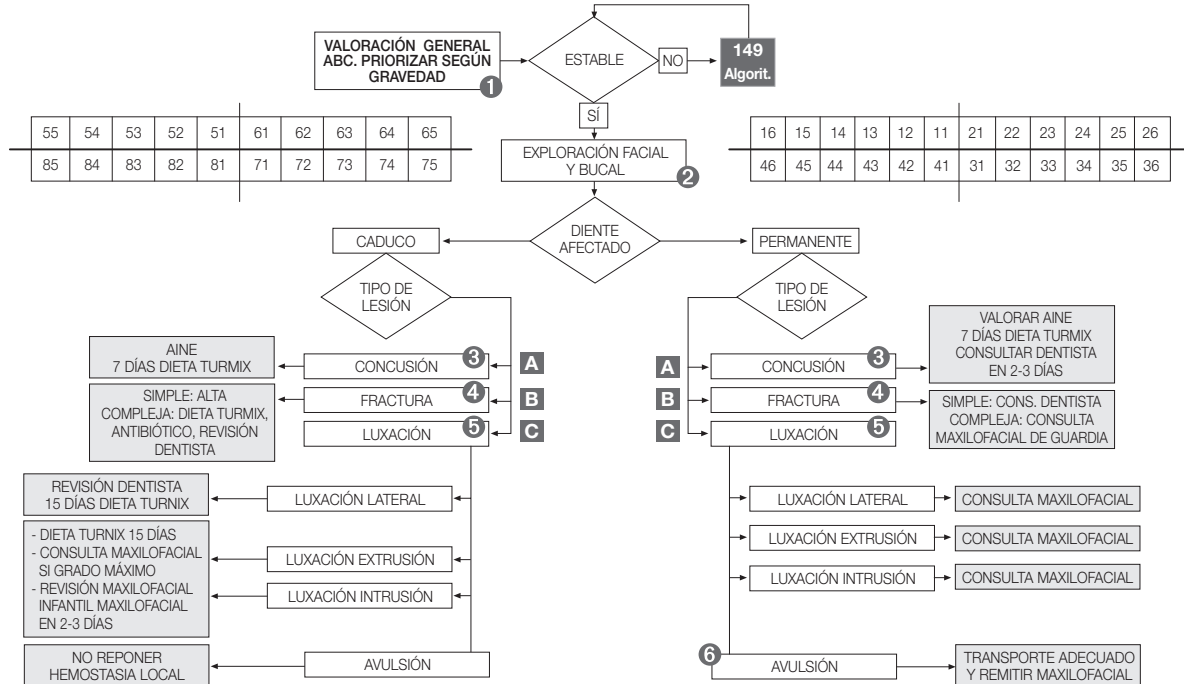 VALORACIÓN GENERAL
ABC. PRIORIZAR SEGÚN
GRAVEDAD
1
ESTABLE
NO
149
Algorit.
SÍ
55 54 53 52 51 61 62 63 64 65
85 84 83 82 81 71 72 73 74 75
EXPLORACIÓN FACIAL
Y BUCAL
2
16 15 14 13 12 11 21 22 23 24 25 26
46 45 44 43 42 41 31 32 33 34 35 36
DIENTE
AFECTADO
CADUCO
PERMANENTE
TIPO DE
LESIÓN
AINE
7 DÍAS DIETA TURMIX
CONCUSIÓN
3
A
SIMPLE: ALTA
COMPLEJA: DIETA TURMIX,
ANTIBIÓTICO, REVISIÓN
DENTISTA
FRACTURA
4
B
LUXACIÓN
5
C
REVISIÓN DENTISTA
15 DÍAS DIETA TURNIX
LUXACIÓN LATERAL
- DIETA TURNIX 15 DÍAS
- CONSULTA MAXILOFACIAL
SI GRADO MÁXIMO
- REVISIÓN MAXILOFACIAL
INFANTIL MAXILOFACIAL
EN 2-3 DÍAS
LUXACIÓN EXTRUSIÓN
LUXACIÓN INTRUSIÓN
NO REPONER
HEMOSTASIA LOCAL
AVULSIÓN
TIPO DE
LESIÓN
A
CONCUSIÓN
3
VALORAR AINE
7 DÍAS DIETA TURMIX
CONSULTAR DENTISTA
EN 2-3 DÍAS
B
FRACTURA
4
SIMPLE: CONS. DENTISTA
COMPLEJA: CONSULTA
MAXILOFACIAL DE GUARDIA
C
LUXACIÓN
5
LUXACIÓN LATERAL
CONSULTA MAXILOFACIAL
LUXACIÓN EXTRUSIÓN
CONSULTA MAXILOFACIAL
LUXACIÓN INTRUSIÓN
CONSULTA MAXILOFACIAL
6
AVULSIÓN
TRANSPORTE ADECUADO
Y REMITIR MAXILOFACIAL